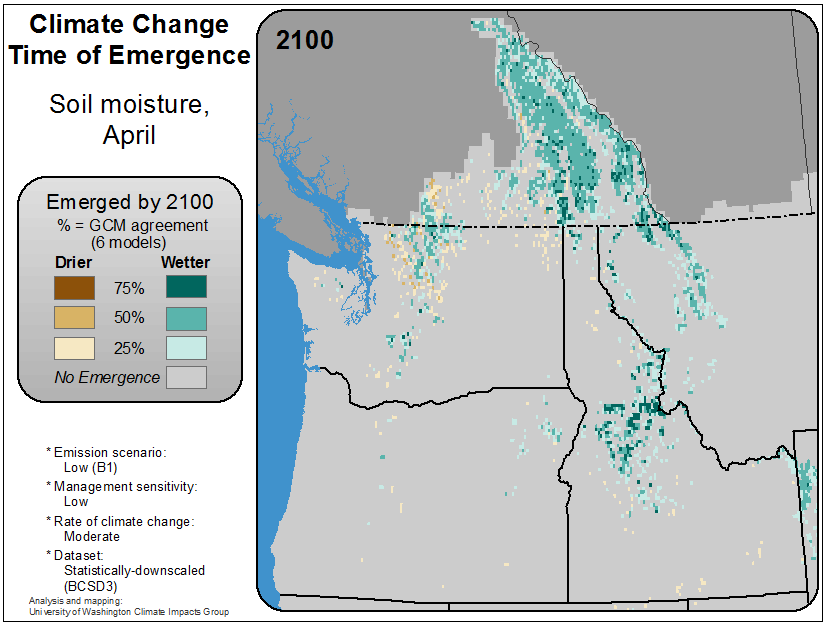 Climate Change
Time of Emergence
Soil moisture,
April
Emerged by 2100
% = GCM agreement
(6 models)
Drier Wetter
75%
50%
25%
No Emergence
* Emission scenario:
Low (B1)
* Management sensitivity:
Low
* Rate of climate change:
Moderate
* Dataset:
Statistically-downscaled
(BCSD3)
Analysis and mapping:
University of Washington Climate Impacts Group
2100